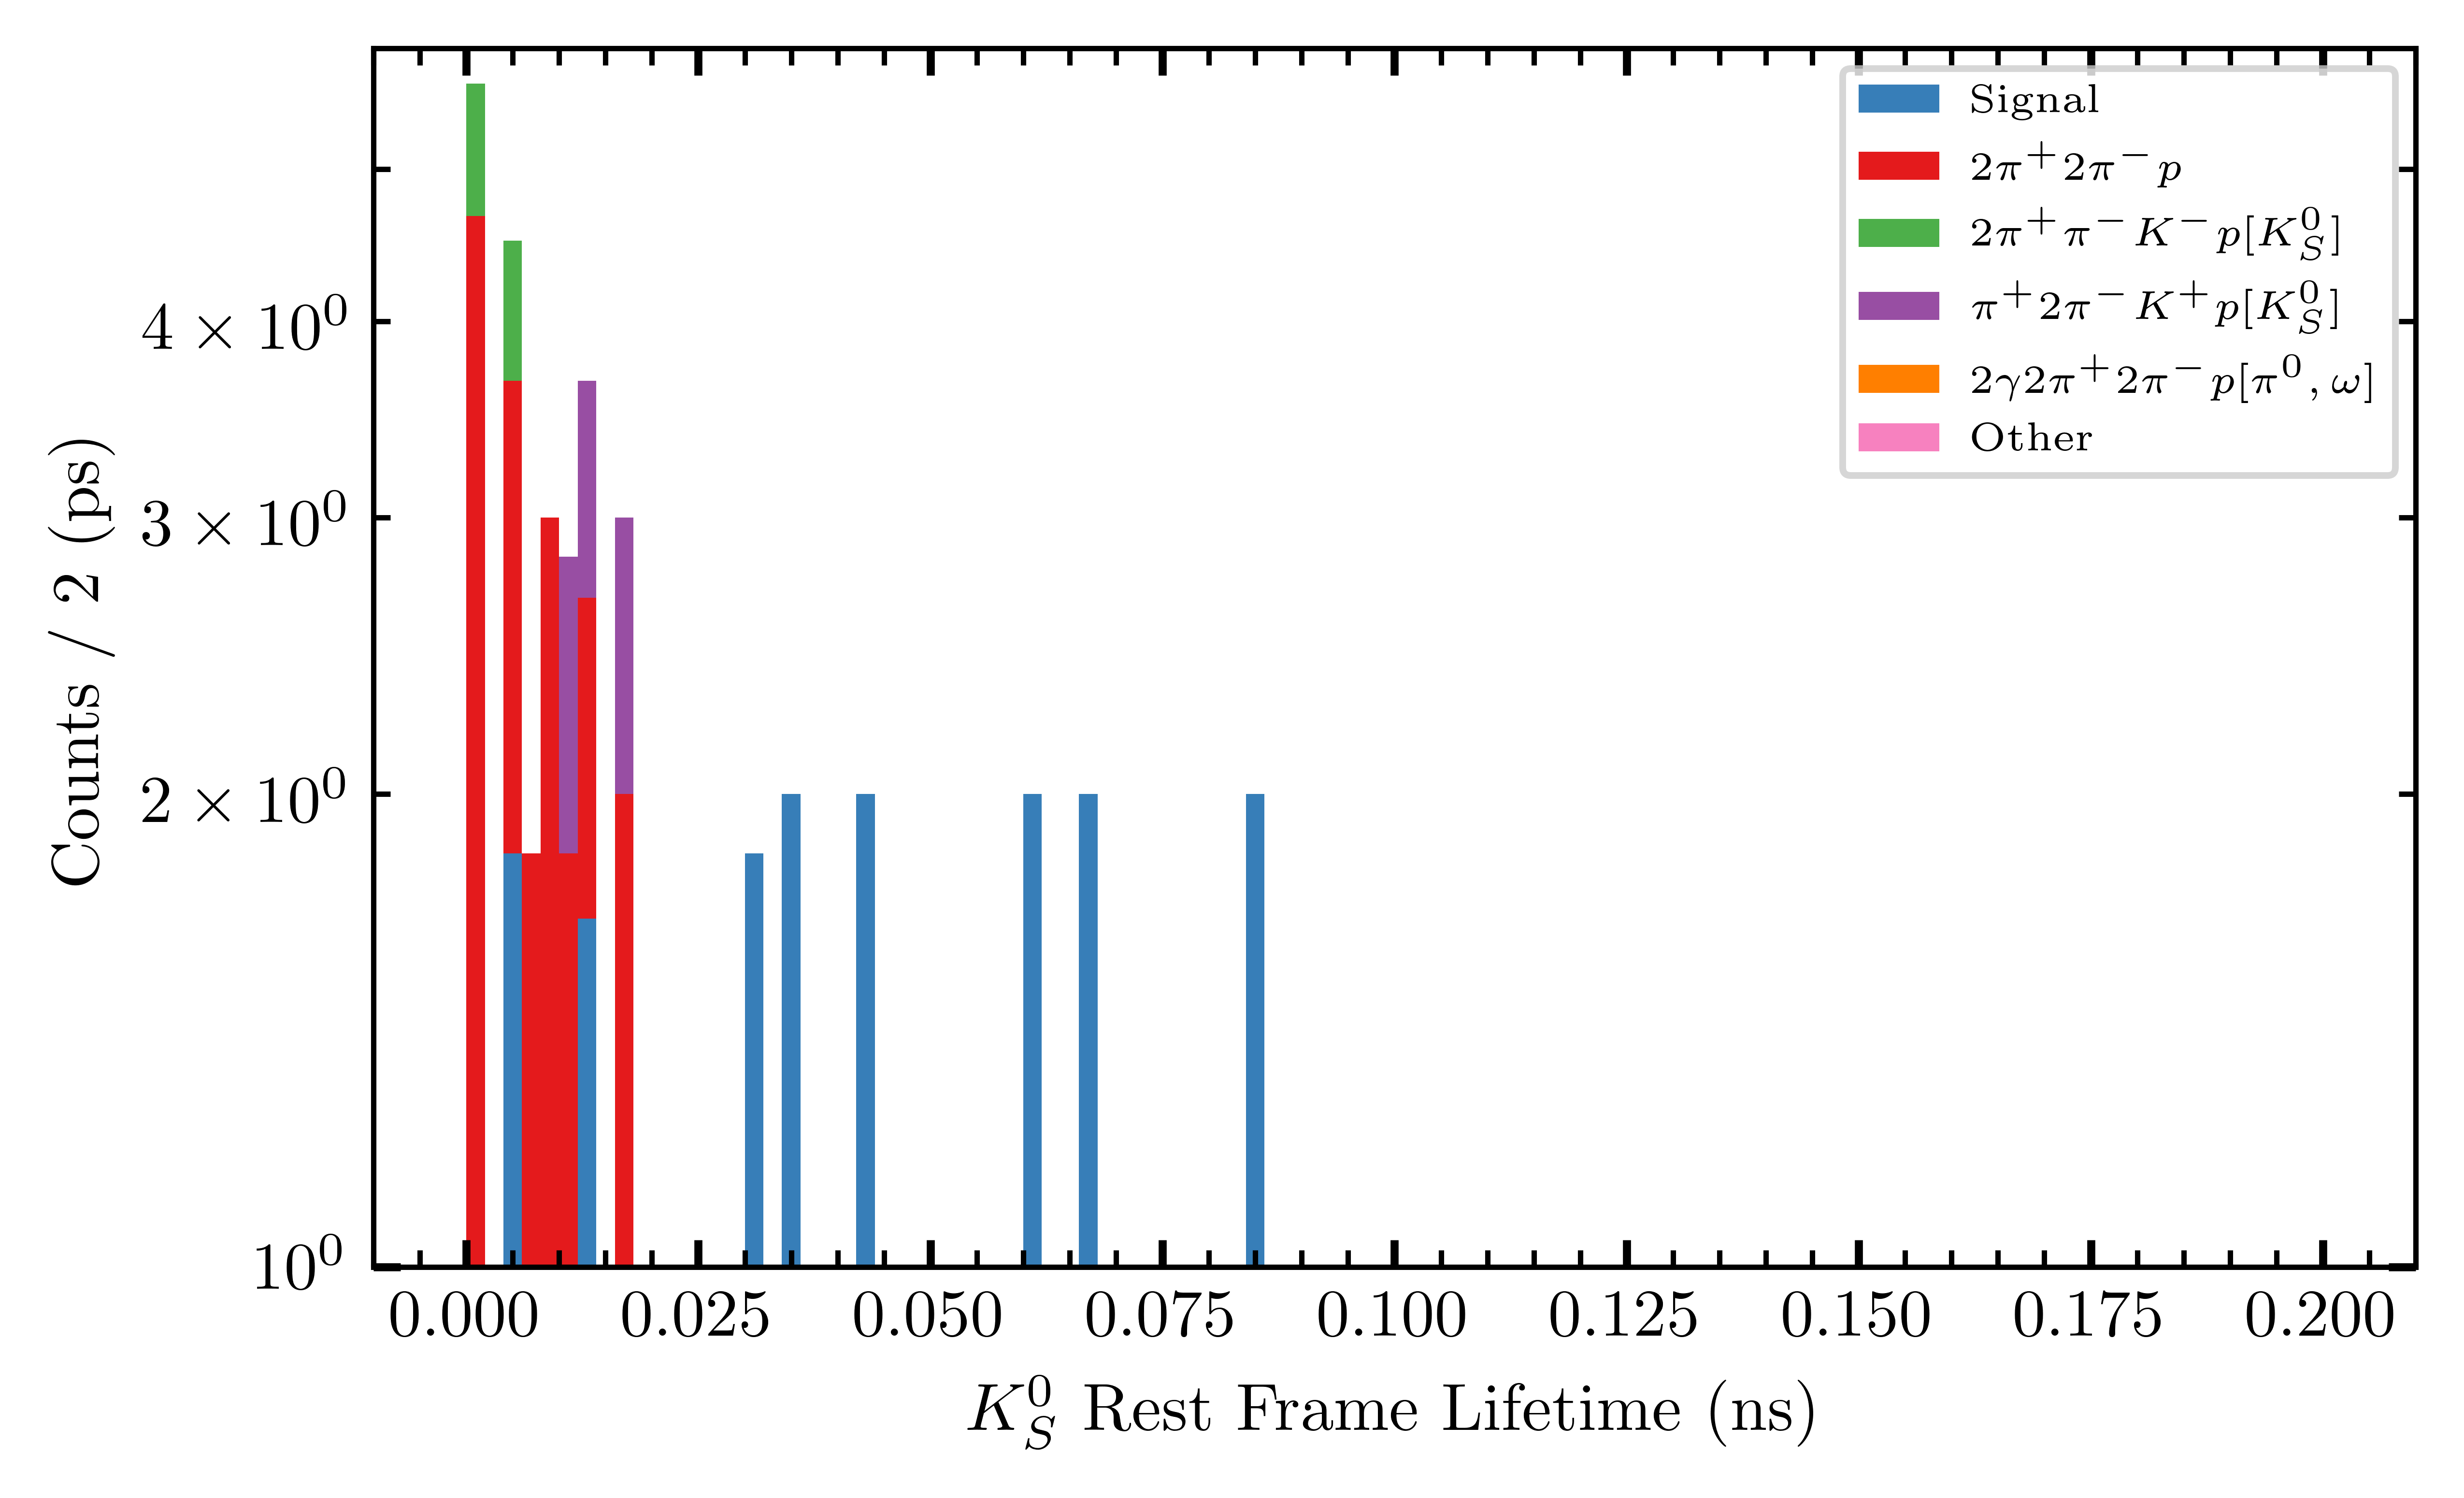 Signal
2π⁺2π⁻p
2π⁺π⁻K⁻p[K⁰_S]
π⁺2π⁻K⁺p[K⁰_S]
2γ2π⁺2π⁻p[π⁰, ω]
Other
4 × 10⁰
3 × 10⁰
2 × 10⁰
10⁰
Counts / 2 (ps)
0.000 0.025 0.050 0.075 0.100 0.125 0.150 0.175 0.200
K⁰_S Rest Frame Lifetime (ns)